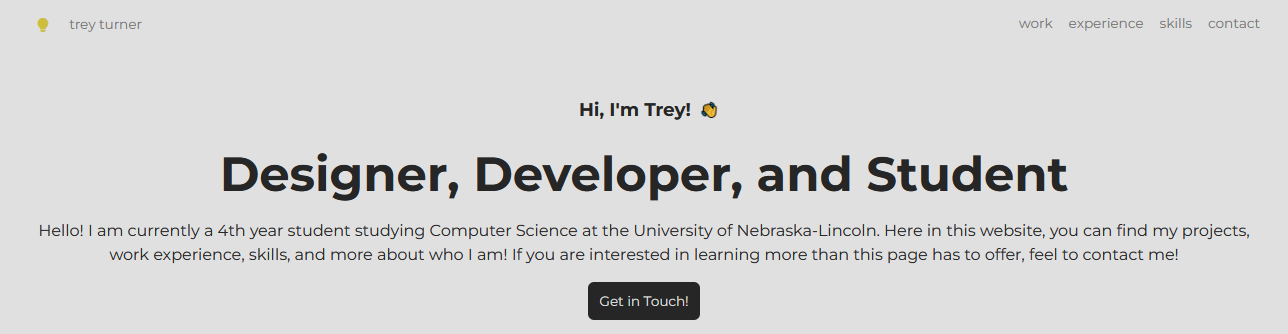 trey turner
work experience skills contact
Hi, I'm Trey!
Designer, Developer, and Student
Hello! I am currently a 4th year student studying Computer Science at the University of Nebraska-Lincoln. Here in this website, you can find my projects,
work experience, skills, and more about who I am! If you are interested in learning more than this page has to offer, feel to contact me!
Get in Touch!